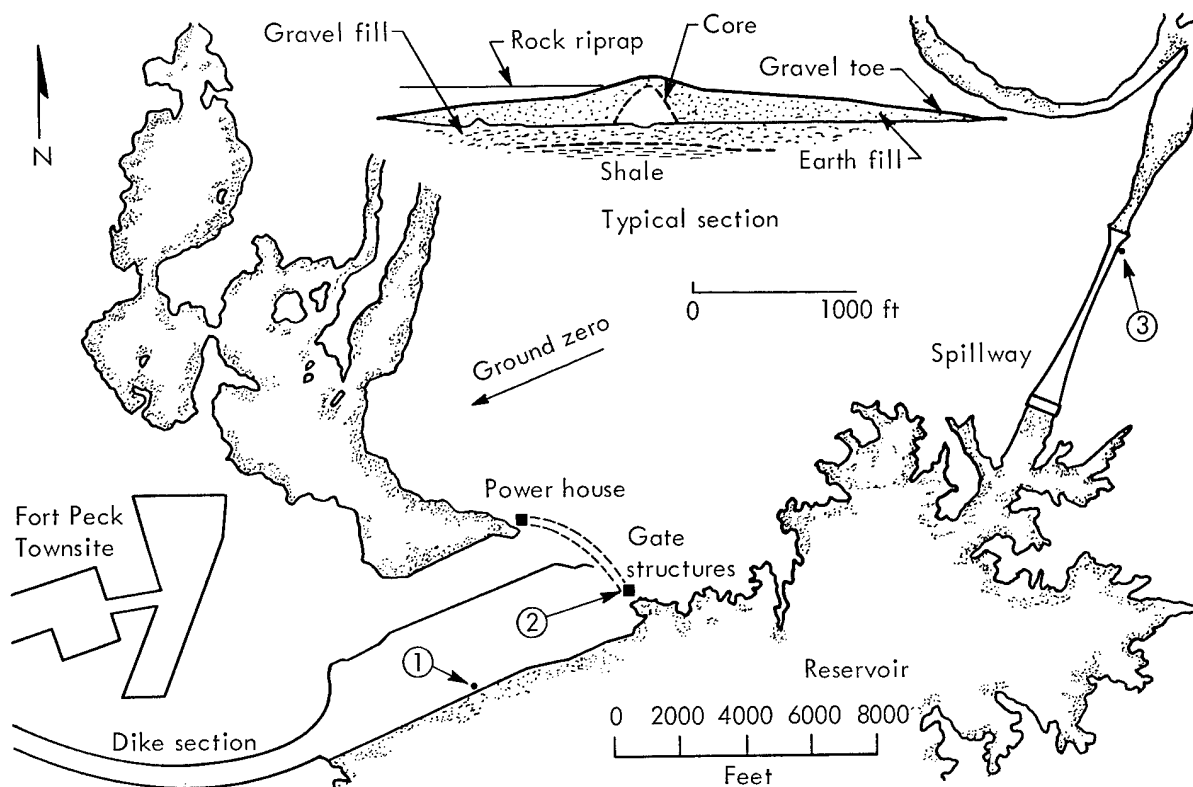 Gravel fill
Rock riprap
Core
Gravel toe
Earth fill
Shale
Typical section
N
0 1000 ft
3
Ground zero
Spillway
Power house
Fort Peck
Townsite
Gate
structures
2
1
Reservoir
0 2000 4000 6000 8000
Feet
Dike section